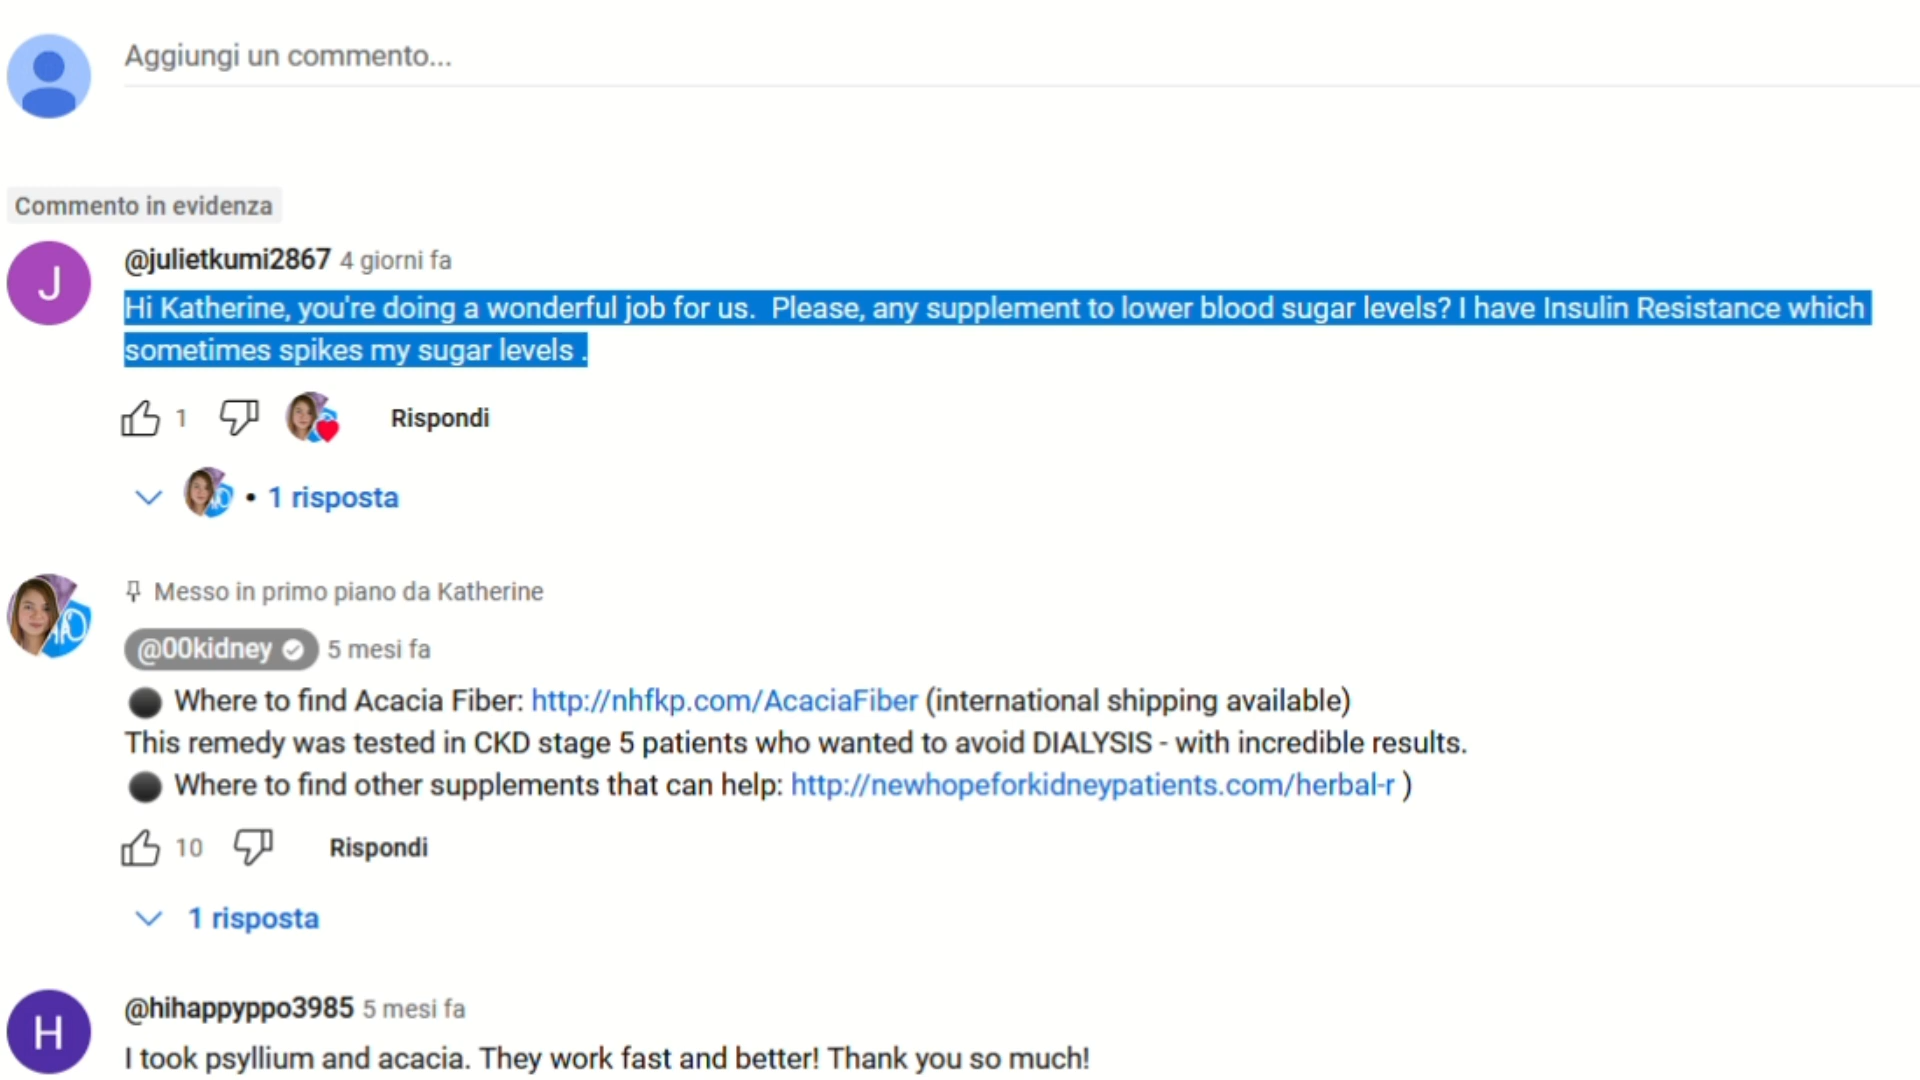 Aggiungi un commento...
Commento in evidenza
J
@julietkumi2867 4 giorni fa
Hi Katherine, you're doing a wonderful job for us.  Please, any supplement to lower blood sugar levels? I have Insulin Resistance which
sometimes spikes my sugar levels .
1
Rispondi
• 1 risposta
Messo in primo piano da Katherine
@00kidney 5 mesi fa
Where to find Acacia Fiber: http://nhfkp.com/AcaciaFiber (international shipping available)
This remedy was tested in CKD stage 5 patients who wanted to avoid DIALYSIS - with incredible results.
Where to find other supplements that can help: http://newhopeforkidneypatients.com/herbal-r )
10
Rispondi
1 risposta
H
@hihappyppo3985 5 mesi fa
I took psyllium and acacia. They work fast and better! Thank you so much!